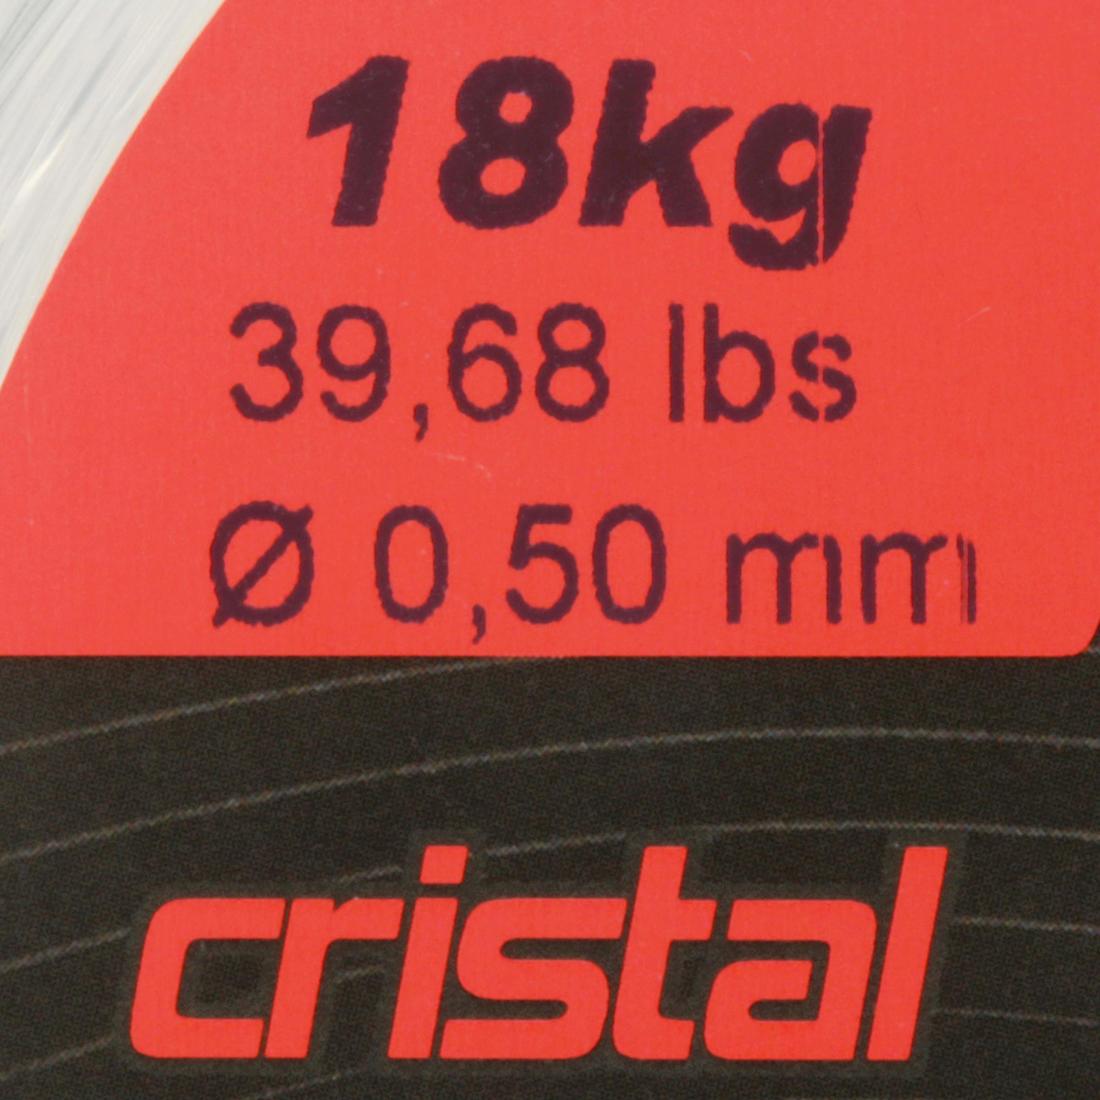 18kg
39,68 lbs
Ø 0,50 mm
cristal